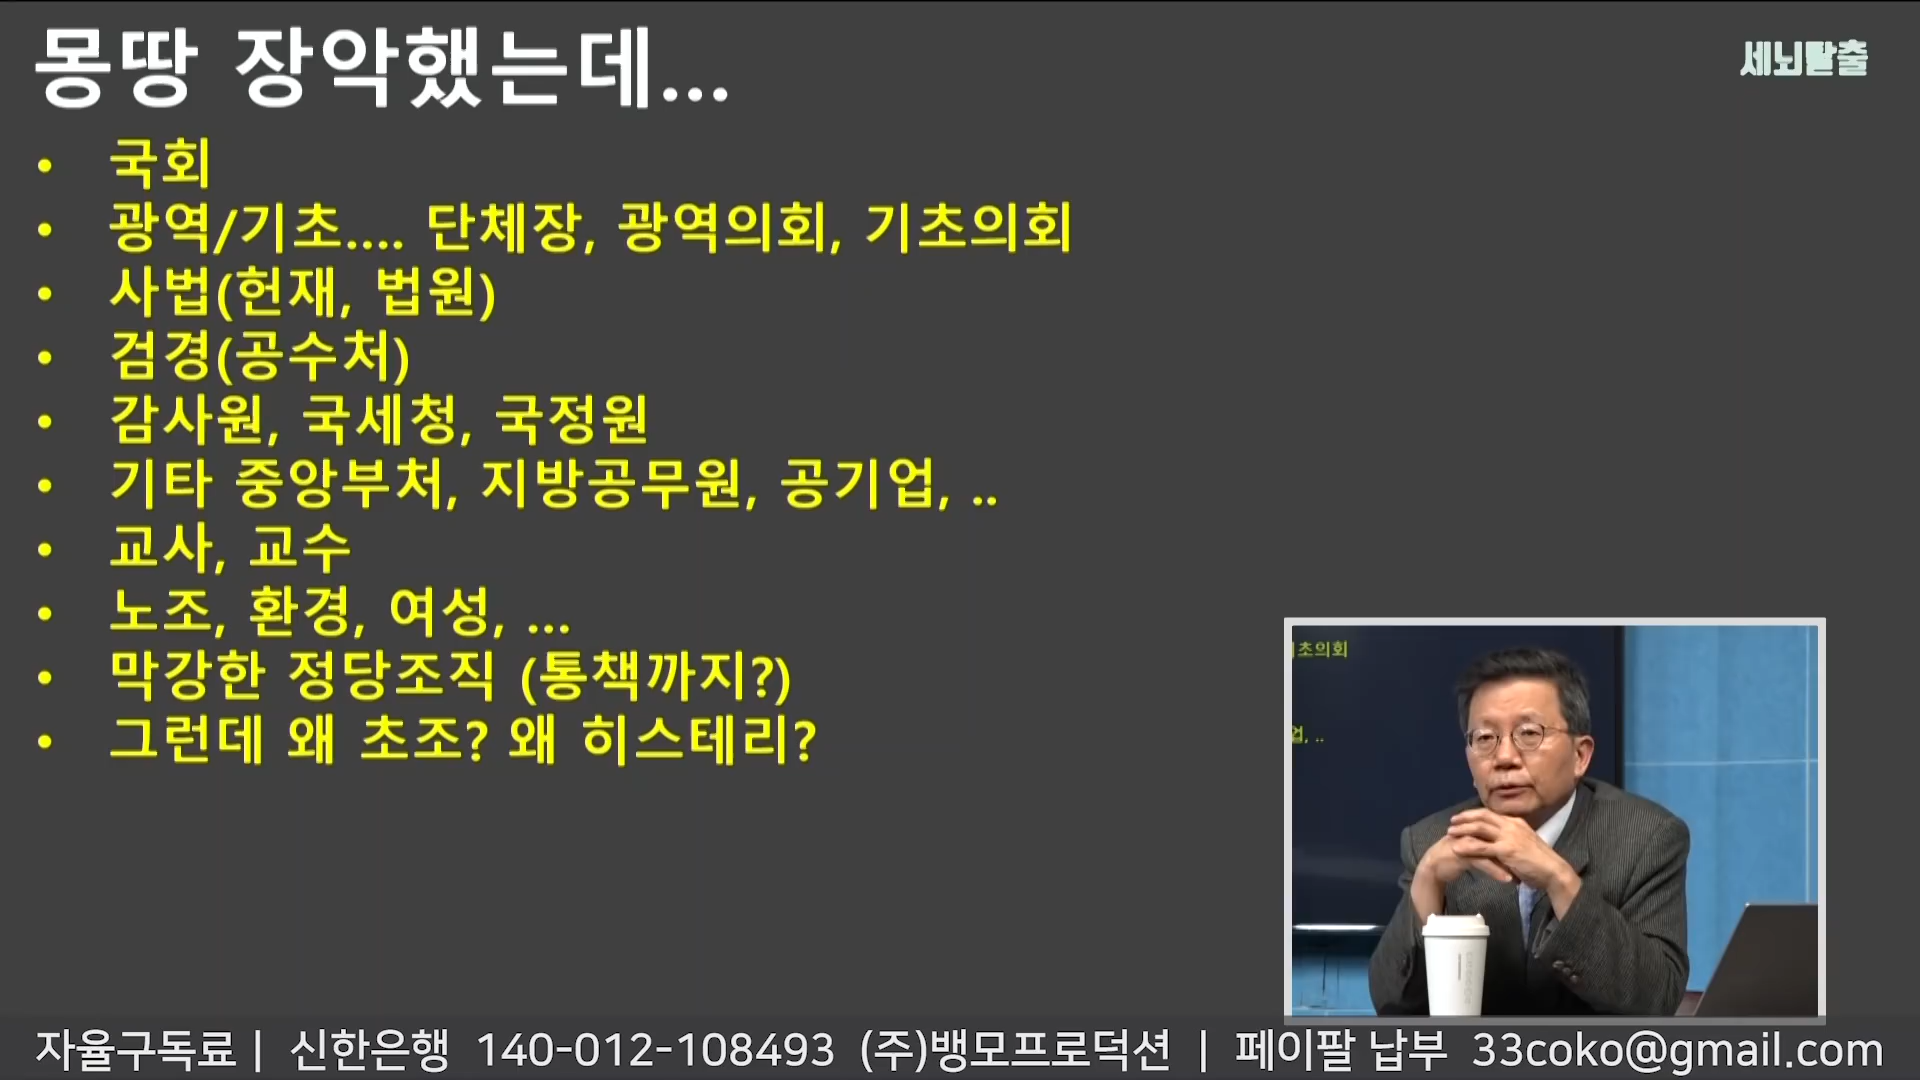 몽땅 장악했는데...
세뇌탈출
• 국회
• 광역/기초.... 단체장, 광역의회, 기초의회
• 사법(헌재, 법원)
• 검경(공수처)
• 감사원, 국세청, 국정원
• 기타 중앙부처, 지방공무원, 공기업, ..
• 교사, 교수
• 노조, 환경, 여성, ...
• 막강한 정당조직 (통책까지?)
• 그런데 왜 초조? 왜 히스테리?
초의회
업, ..
자율구독료 | 신한은행 140-012-108493 (주)뱅모프로덕션 | 페이팔 납부 33coko@gmail.com